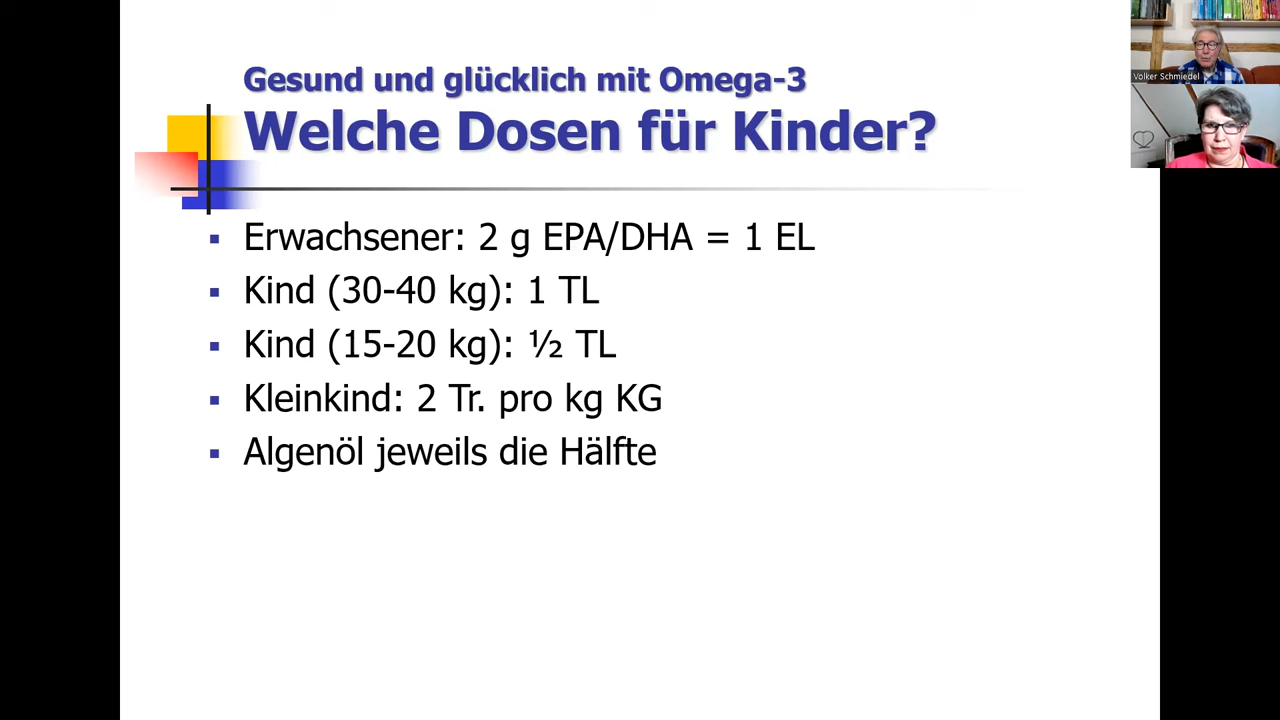 Gesund und glücklich mit Omega-3
Welche Dosen für Kinder?
Erwachsener: 2 g EPA/DHA = 1 EL
Kind (30-40 kg): 1 TL
Kind (15-20 kg): ½ TL
Kleinkind: 2 Tr. pro kg KG
Algenöl jeweils die Hälfte
Volker Schmiedel